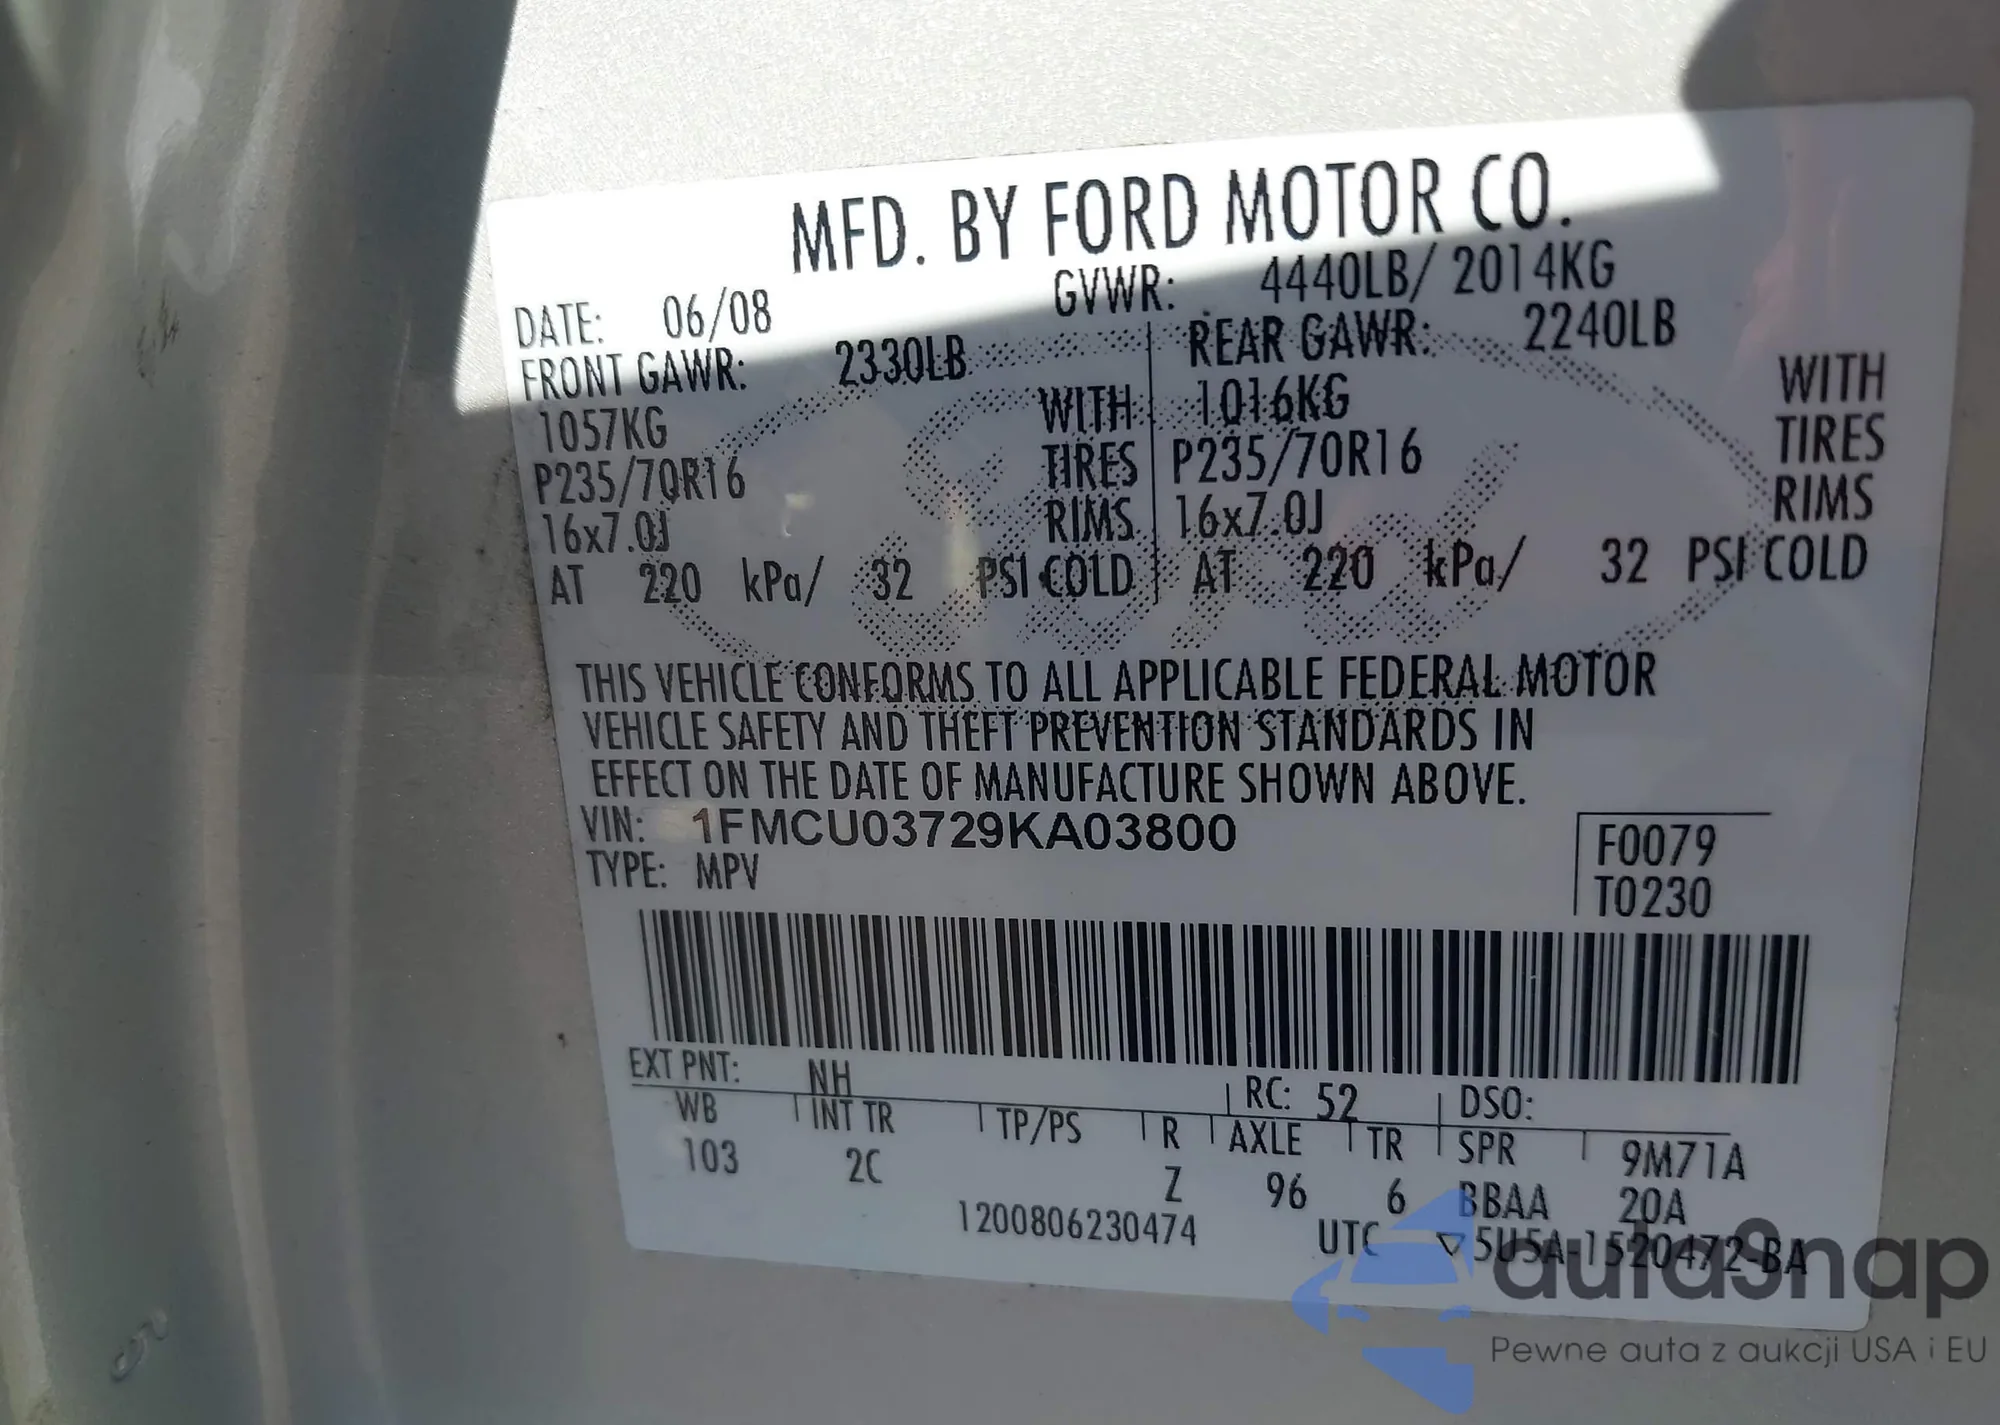 MFD. BY FORD MOTOR CO.
DATE: 06/08 GVWR: 4440LB/ 2014KG
FRONT GAWR: 2330LB REAR GAWR: 2240LB
1057KG WITH 1016KG WITH
P235/70R16 TIRES P235/70R16 TIRES
16x7.0J RIMS 16x7.0J RIMS
AT 220 kPa/ 32 PSI COLD AT 220 kPa/ 32 PSI COLD
THIS VEHICLE CONFORMS TO ALL APPLICABLE FEDERAL MOTOR
VEHICLE SAFETY AND THEFT PREVENTION STANDARDS IN
EFFECT ON THE DATE OF MANUFACTURE SHOWN ABOVE.
VIN: 1FMCU03729KA03800
TYPE: MPV
F0079
T0230
EXT PNT: NH RC: 52 DSO:
WB INT TR TP/PS R AXLE TR SPR 9M71A
103 2C Z 96 6 BBAA 20A
1200806230474 UTC ▽5U5A-1520472-BA
autaSnap
Pewne auta z aukcji USA i EU